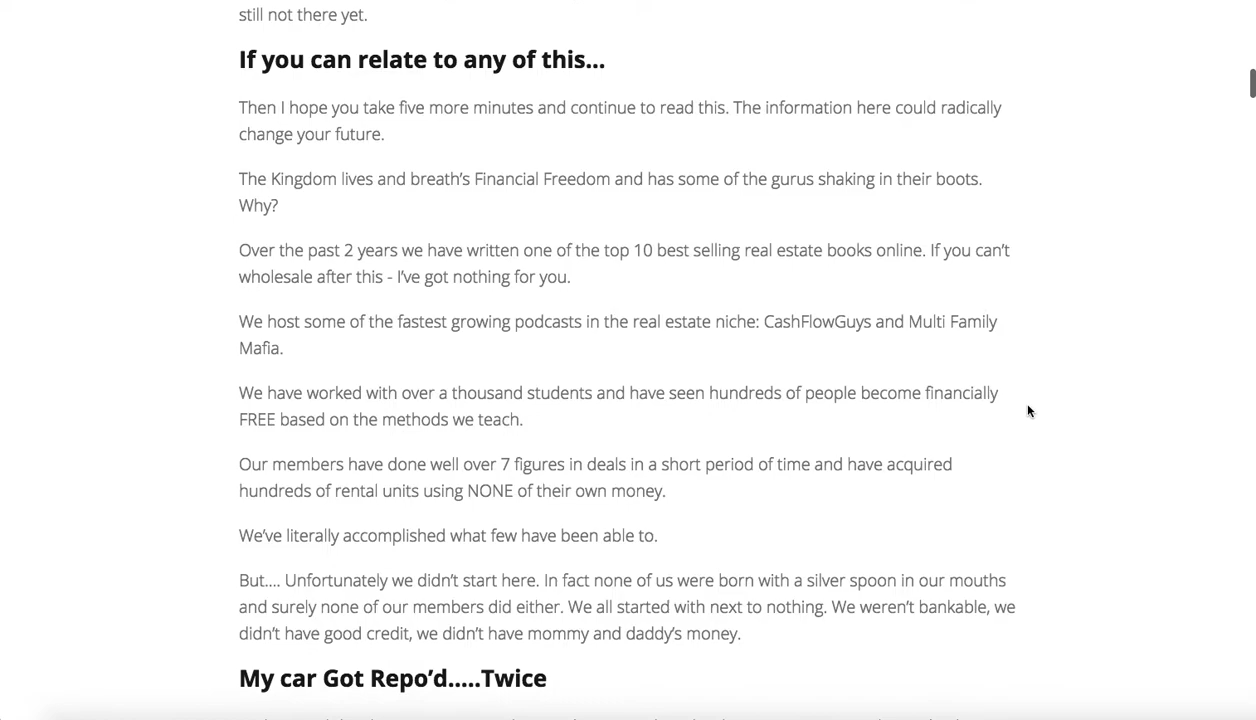 still not there yet.
If you can relate to any of this...
Then I hope you take five more minutes and continue to read this. The information here could radically
change your future.
The Kingdom lives and breath's Financial Freedom and has some of the gurus shaking in their boots.
Why?
Over the past 2 years we have written one of the top 10 best selling real estate books online. If you can't
wholesale after this - I've got nothing for you.
We host some of the fastest growing podcasts in the real estate niche: CashFlowGuys and Multi Family
Mafia.
We have worked with over a thousand students and have seen hundreds of people become financially
FREE based on the methods we teach.
Our members have done well over 7 figures in deals in a short period of time and have acquired
hundreds of rental units using NONE of their own money.
We've literally accomplished what few have been able to.
But.... Unfortunately we didn't start here. In fact none of us were born with a silver spoon in our mouths
and surely none of our members did either. We all started with next to nothing. We weren't bankable, we
didn't have good credit, we didn't have mommy and daddy's money.
My car Got Repo'd.....Twice